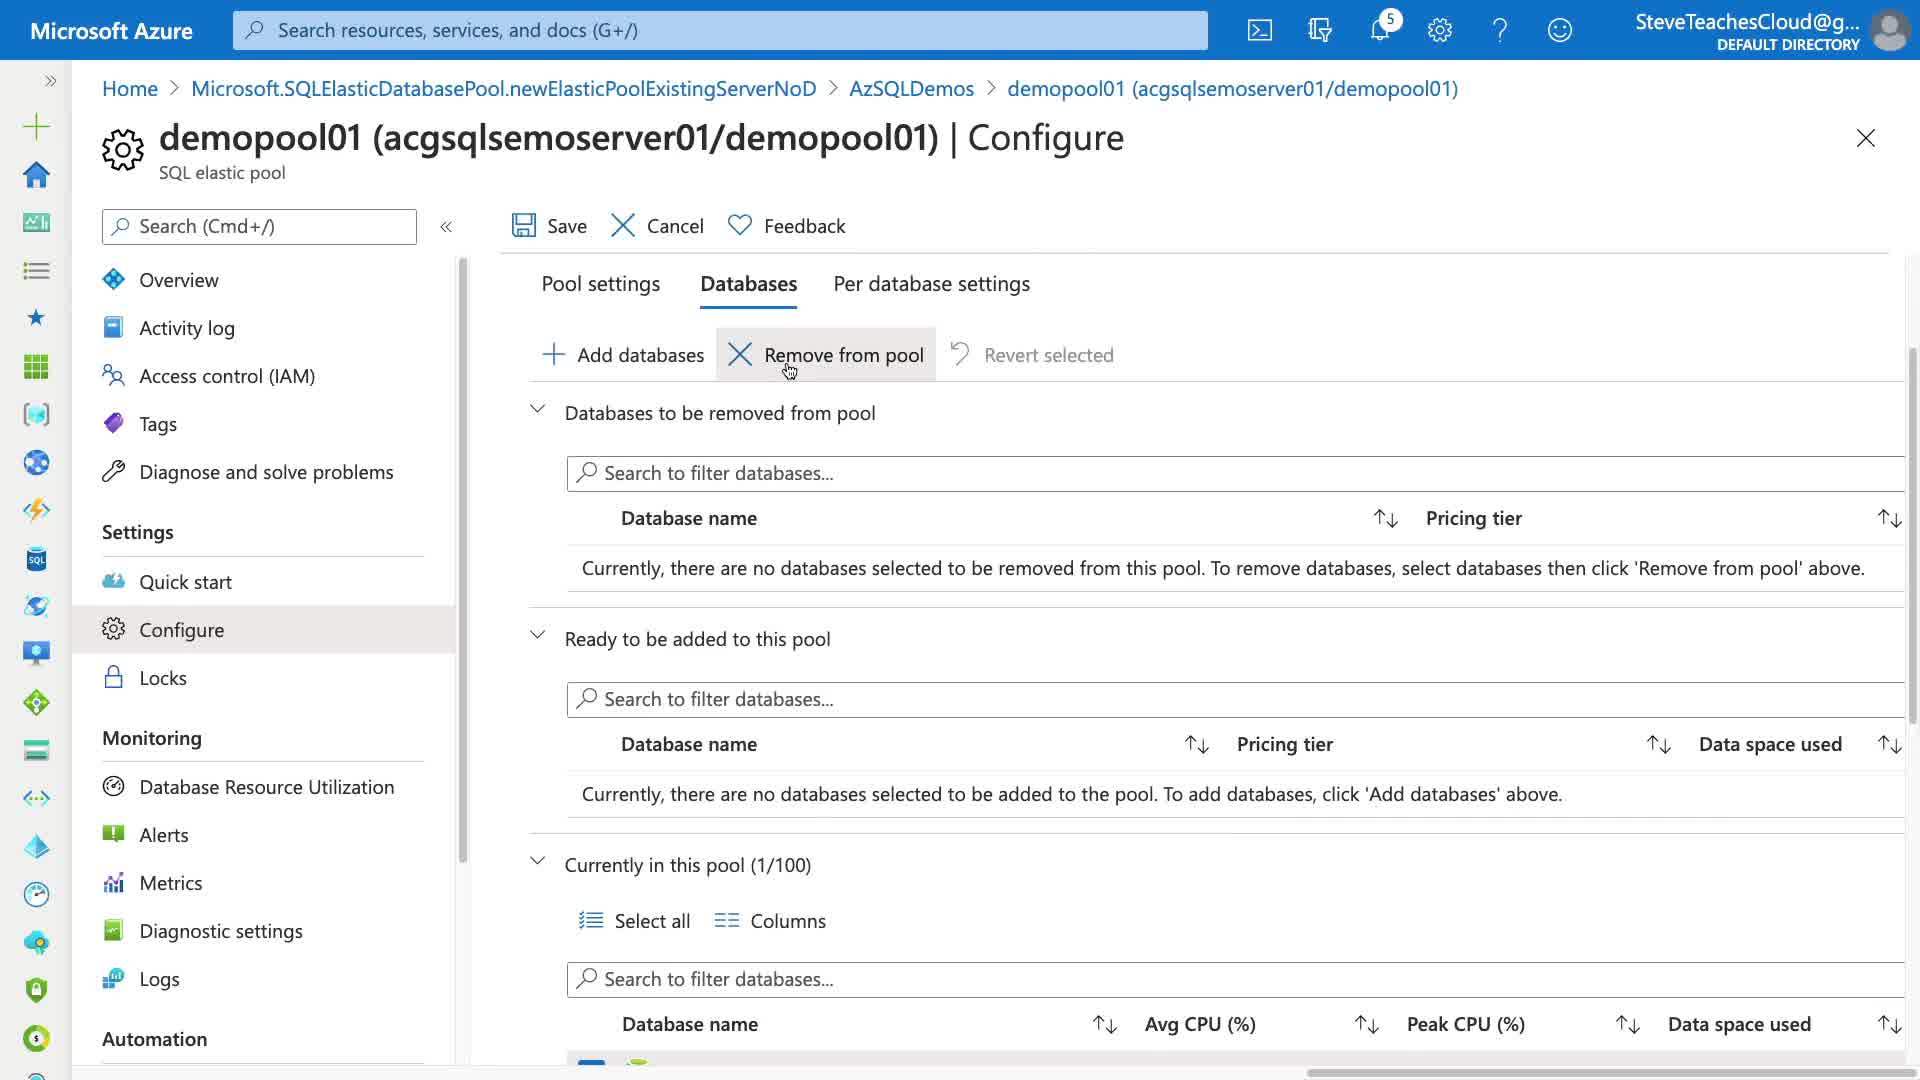 Microsoft Azure
Search resources, services, and docs (G+/)
5
SteveTeachesCloud@g...
DEFAULT DIRECTORY
Home > Microsoft.SQLElasticDatabasePool.newElasticPoolExistingServerNoD > AzSQLDemos > demopool01 (acgsqlsemoserver01/demopool01)
demopool01 (acgsqlsemoserver01/demopool01) | Configure
SQL elastic pool
Search (Cmd+/)
Overview
Activity log
Access control (IAM)
Tags
Diagnose and solve problems
Settings
Quick start
Configure
Locks
Monitoring
Database Resource Utilization
Alerts
Metrics
Diagnostic settings
Logs
Automation
Save Cancel Feedback
Pool settings Databases Per database settings
Add databases Remove from pool Revert selected
Databases to be removed from pool
Search to filter databases...
Database name Pricing tier
Currently, there are no databases selected to be removed from this pool. To remove databases, select databases then click 'Remove from pool' above.
Ready to be added to this pool
Search to filter databases...
Database name Pricing tier Data space used
Currently, there are no databases selected to be added to the pool. To add databases, click 'Add databases' above.
Currently in this pool (1/100)
Select all Columns
Search to filter databases...
Database name Avg CPU (%) Peak CPU (%) Data space used
SQL